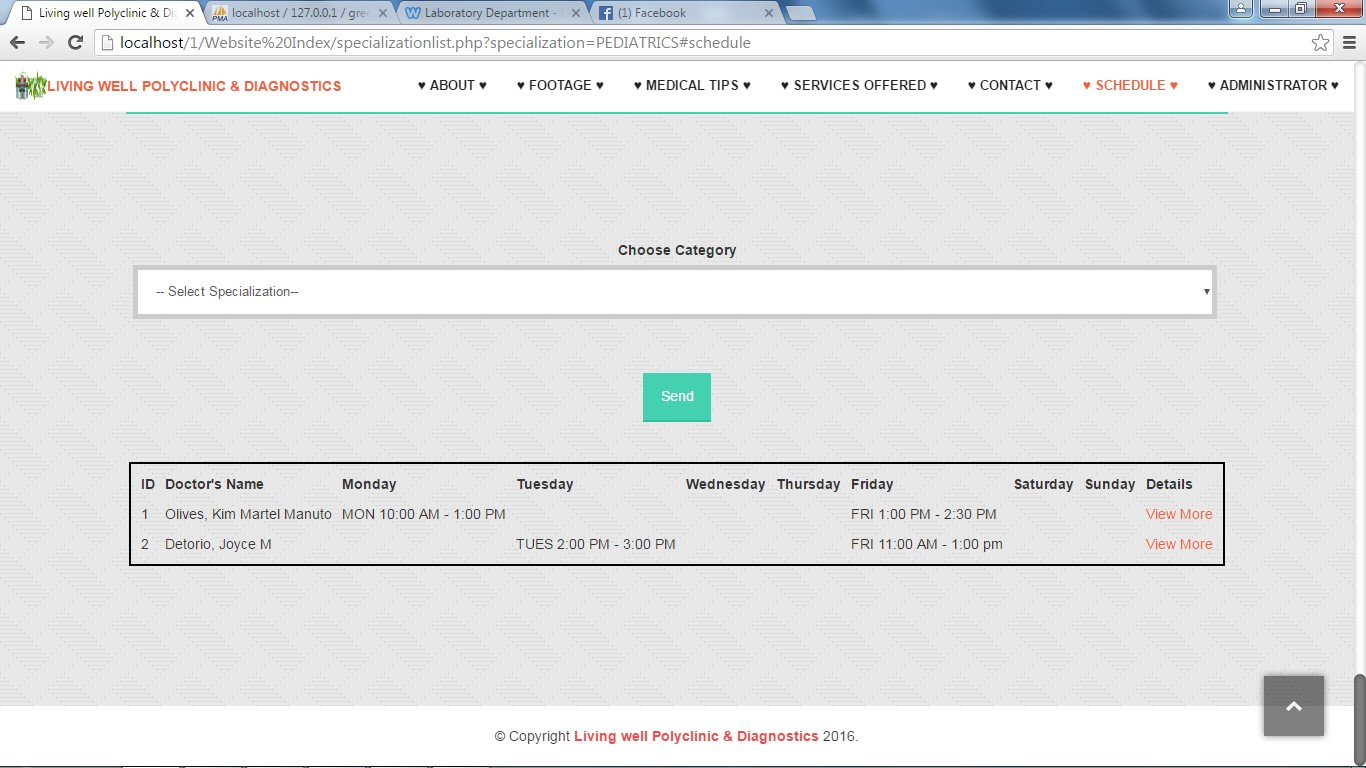 Living well Polyclinic & Di
localhost / 127.0.0.1 / gree
Laboratory Department -
(1) Facebook
localhost/1/Website%20Index/specializationlist.php?specialization=PEDIATRICS#schedule
LIVING WELL POLYCLINIC & DIAGNOSTICS
♥ ABOUT ♥ ♥ FOOTAGE ♥ ♥ MEDICAL TIPS ♥ ♥ SERVICES OFFERED ♥ ♥ CONTACT ♥ ♥ SCHEDULE ♥ ♥ ADMINISTRATOR ♥
Choose Category
-- Select Specialization--
Send
ID Doctor's Name Monday Tuesday Wednesday Thursday Friday Saturday Sunday Details
1 Olives, Kim Martel Manuto MON 10:00 AM - 1:00 PM FRI 1:00 PM - 2:30 PM View More
2 Detorio, Joyce M TUES 2:00 PM - 3:00 PM FRI 11:00 AM - 1:00 pm View More
© Copyright Living well Polyclinic & Diagnostics 2016.